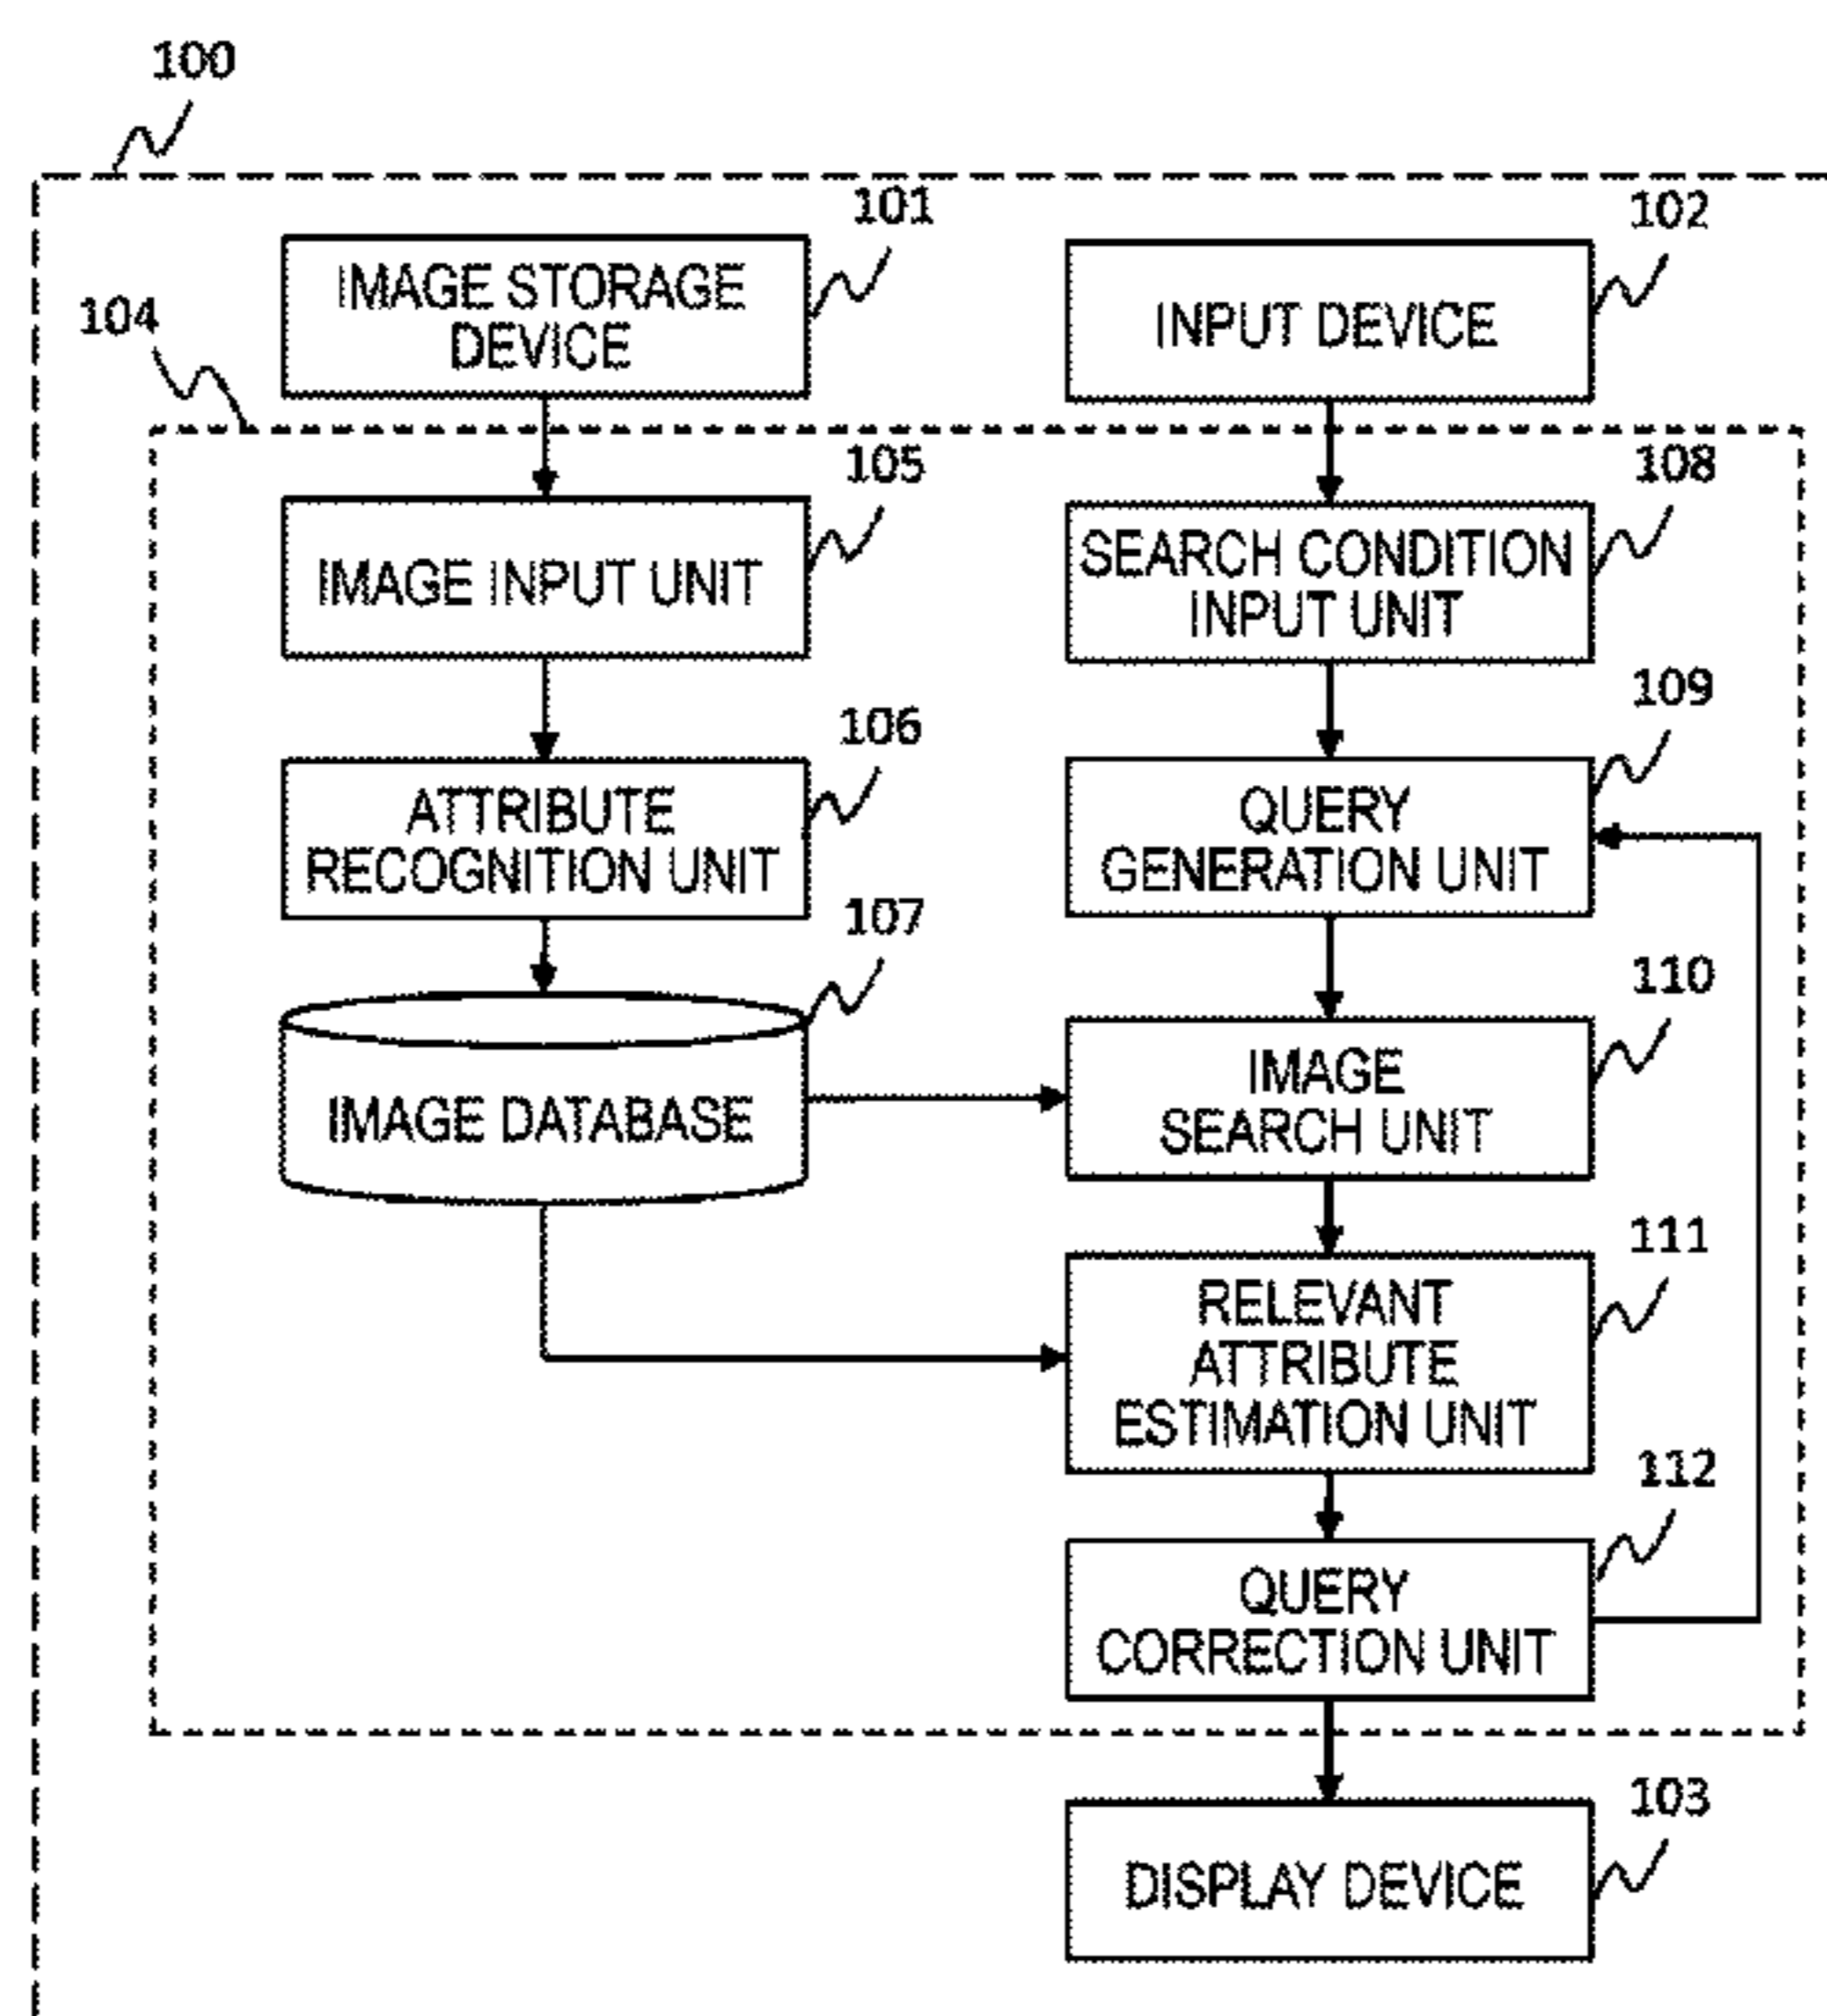 100
101
IMAGE STORAGE
DEVICE
102
INPUT DEVICE
104
105
IMAGE INPUT UNIT
108
SEARCH CONDITION
INPUT UNIT
106
ATTRIBUTE
RECOGNITION UNIT
109
QUERY
GENERATION UNIT
107
IMAGE DATABASE
110
IMAGE
SEARCH UNIT
111
RELEVANT
ATTRIBUTE
ESTIMATION UNIT
112
QUERY
CORRECTION UNIT
103
DISPLAY DEVICE